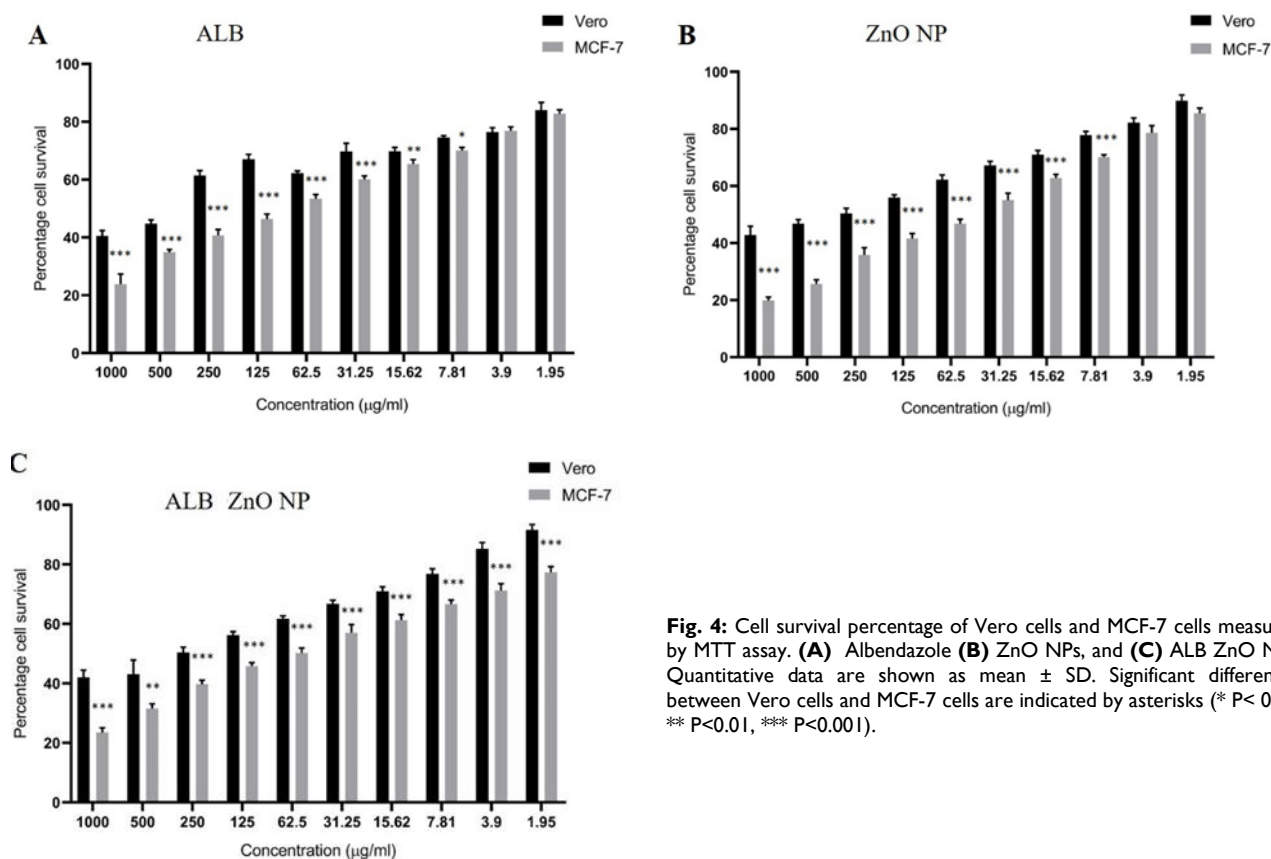 A
ALB
Vero
MCF-7
Percentage cell survival
100
80
60
40
20
0
***
***
***
***
***
***
**
*
1000 500 250 125 62.5 31.25 15.62 7.81 3.9 1.95
Concentration (µg/ml)
B
ZnO NP
Vero
MCF-7
Percentage cell survival
100
80
60
40
20
0
***
***
***
***
***
***
***
***
1000 500 250 125 62.5 31.25 15.62 7.81 3.9 1.95
Concentration (µg/ml)
C
ALB ZnO NP
Vero
MCF-7
Percentage cell survival
100
80
60
40
20
0
***
**
***
***
***
***
***
***
***
***
1000 500 250 125 62.5 31.25 15.62 7.81 3.9 1.95
Concentration (µg/ml)
Fig. 4: Cell survival percentage of Vero cells and MCF-7 cells measu
by MTT assay. (A) Albendazole (B) ZnO NPs, and (C) ALB ZnO N
Quantitative data are shown as mean ± SD. Significant differen
between Vero cells and MCF-7 cells are indicated by asterisks (* P< 0
** P<0.01, *** P<0.001).